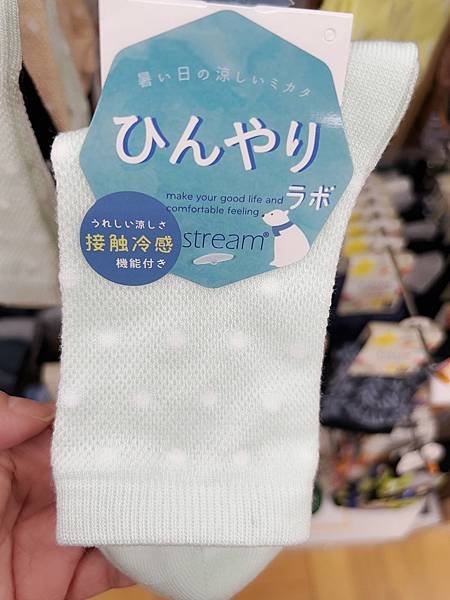 暑い日の涼しいミカタ
ひんやり
ラボ
make your good life and
comfortable feeling
stream®
うれしい涼しさ
接触冷感
機能付き